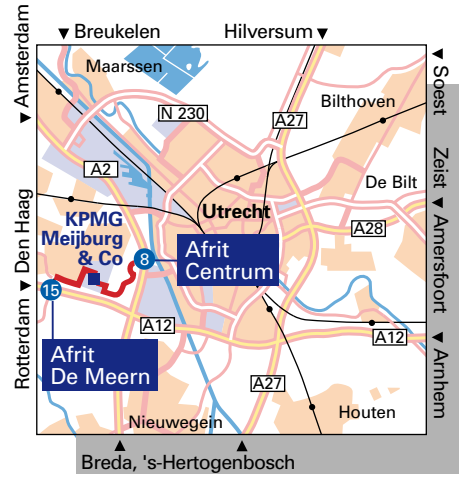 ▼ Breukelen
Hilversum ▼
▼ Amsterdam
Maarssen
▼ Soest
N 230
A27
Bilthoven
A2
Zeist
De Bilt
KPMG
Meijburg
& Co
Utrecht
A28
▼ Amersfoort
Rotterdam ▼ Den Haag
8
Afrit
Centrum
15
A12
A12
▼ Arnhem
Afrit
De Meern
A27
Nieuwegein
Houten
▲ ▲
Breda, 's-Hertogenbosch